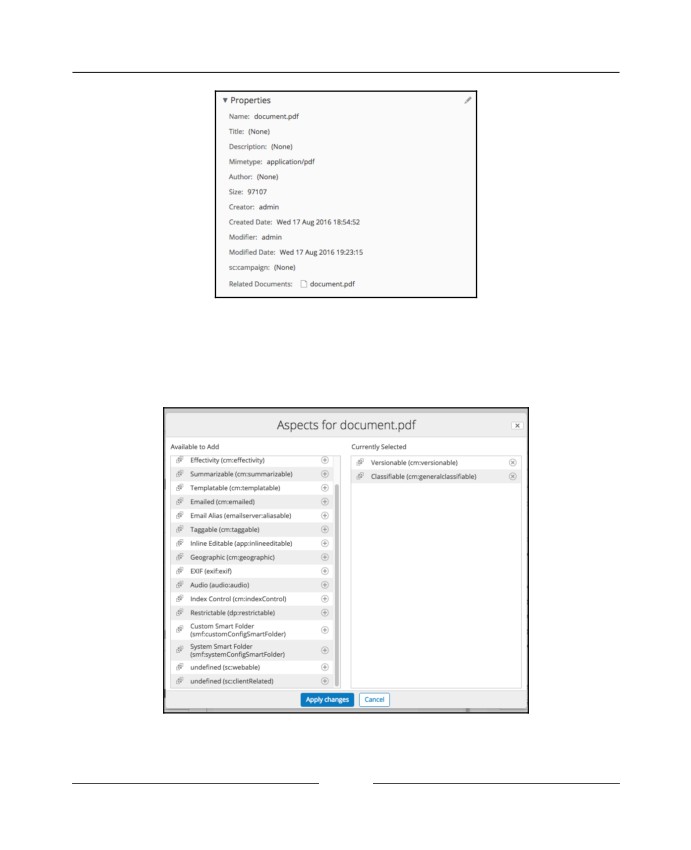 ▼ Properties
Name: document.pdf
Title: (None)
Description: (None)
Mimetype: application/pdf
Author: (None)
Size: 97107
Creator: admin
Created Date: Wed 17 Aug 2016 18:54:52
Modifier: admin
Modified Date: Wed 17 Aug 2016 19:23:15
sc:campaign: (None)
Related Documents: document.pdf
Aspects for document.pdf
Available to Add
Effectivity (cm:effectivity)
Summarizable (cm:summarizable)
Templatable (cm:templatable)
Emailed (cm:emailed)
Email Alias (emailserver:aliasable)
Taggable (cm:taggable)
Inline Editable (app:inlineeditable)
Geographic (cm:geographic)
EXIF (exif:exif)
Audio (audio:audio)
Index Control (cm:indexControl)
Restrictable (dp:restrictable)
Custom Smart Folder
(smf:customConfigSmartFolder)
System Smart Folder
(smf:systemConfigSmartFolder)
undefined (sc:webable)
undefined (sc:clientRelated)
Currently Selected
Versionable (cm:versionable)
Classifiable (cm:generalclassifiable)
Apply changes
Cancel